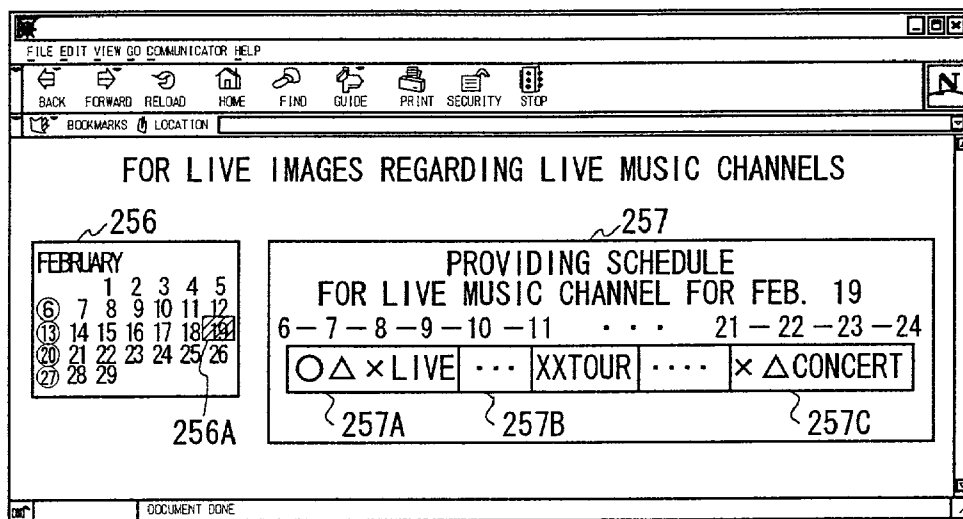 FILE EDIT VIEW GO COMMUNICATOR HELP
BACK FORWARD RELOAD HOME FIND GUIDE PRINT SECURITY STOP
N
BOOKMARKS LOCATION
FOR LIVE IMAGES REGARDING LIVE MUSIC CHANNELS
256
257
FEBRUARY
1 2 3 4 5
⑥ 7 8 9 10 11 12
⑬ 14 15 16 17 18 19
⑳ 21 22 23 24 25 26
㉗ 28 29
256A
PROVIDING SCHEDULE
FOR LIVE MUSIC CHANNEL FOR FEB. 19
6 – 7 – 8 – 9 – 10 – 11 · · · 21 – 22 – 23 – 24
○△×LIVE ··· XXTOUR ···· ×△CONCERT
257A 257B 257C
DOCUMENT DONE